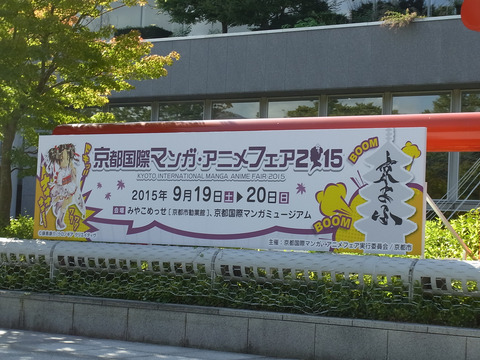 京都国際マンガ・アニメフェア2015
KYOTO INTERNATIONAL MANGA ANIME FAIR 2015
2015年 9月19日土 20日日
会場 みやこめっせ[京都市勧業館]、京都国際マンガミュージアム
BOOM
京まふ
BOOM
主催:京都国際マンガ・アニメフェア実行委員会/京都市